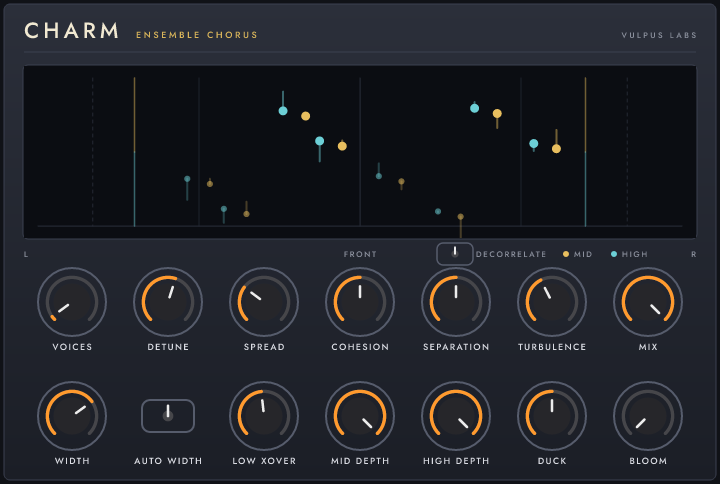 CHARM ENSEMBLE CHORUS VULPUS LABS
L FRONT DECORRELATE MID HIGH R
VOICES DETUNE SPREAD COHESION SEPARATION TURBULENCE MIX
WIDTH AUTO WIDTH LOW XOVER MID DEPTH HIGH DEPTH DUCK BLOOM